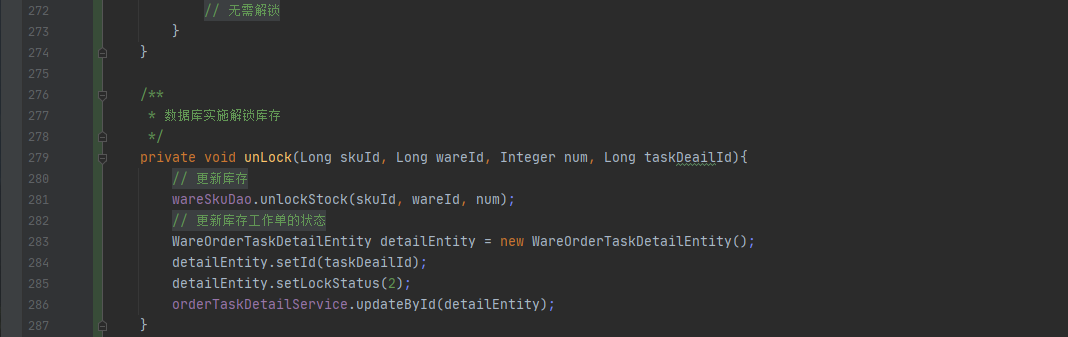 272 // 无需解锁
273 }
274 }
275
276 /**
277 * 数据库实施解锁库存
278 */
279 private void unLock(Long skuId, Long wareId, Integer num, Long taskDeailId){
280 // 更新库存
281 wareSkuDao.unlockStock(skuId, wareId, num);
282 // 更新库存工作单的状态
283 WareOrderTaskDetailEntity detailEntity = new WareOrderTaskDetailEntity();
284 detailEntity.setId(taskDeailId);
285 detailEntity.setLockStatus(2);
286 orderTaskDetailService.updateById(detailEntity);
287 }